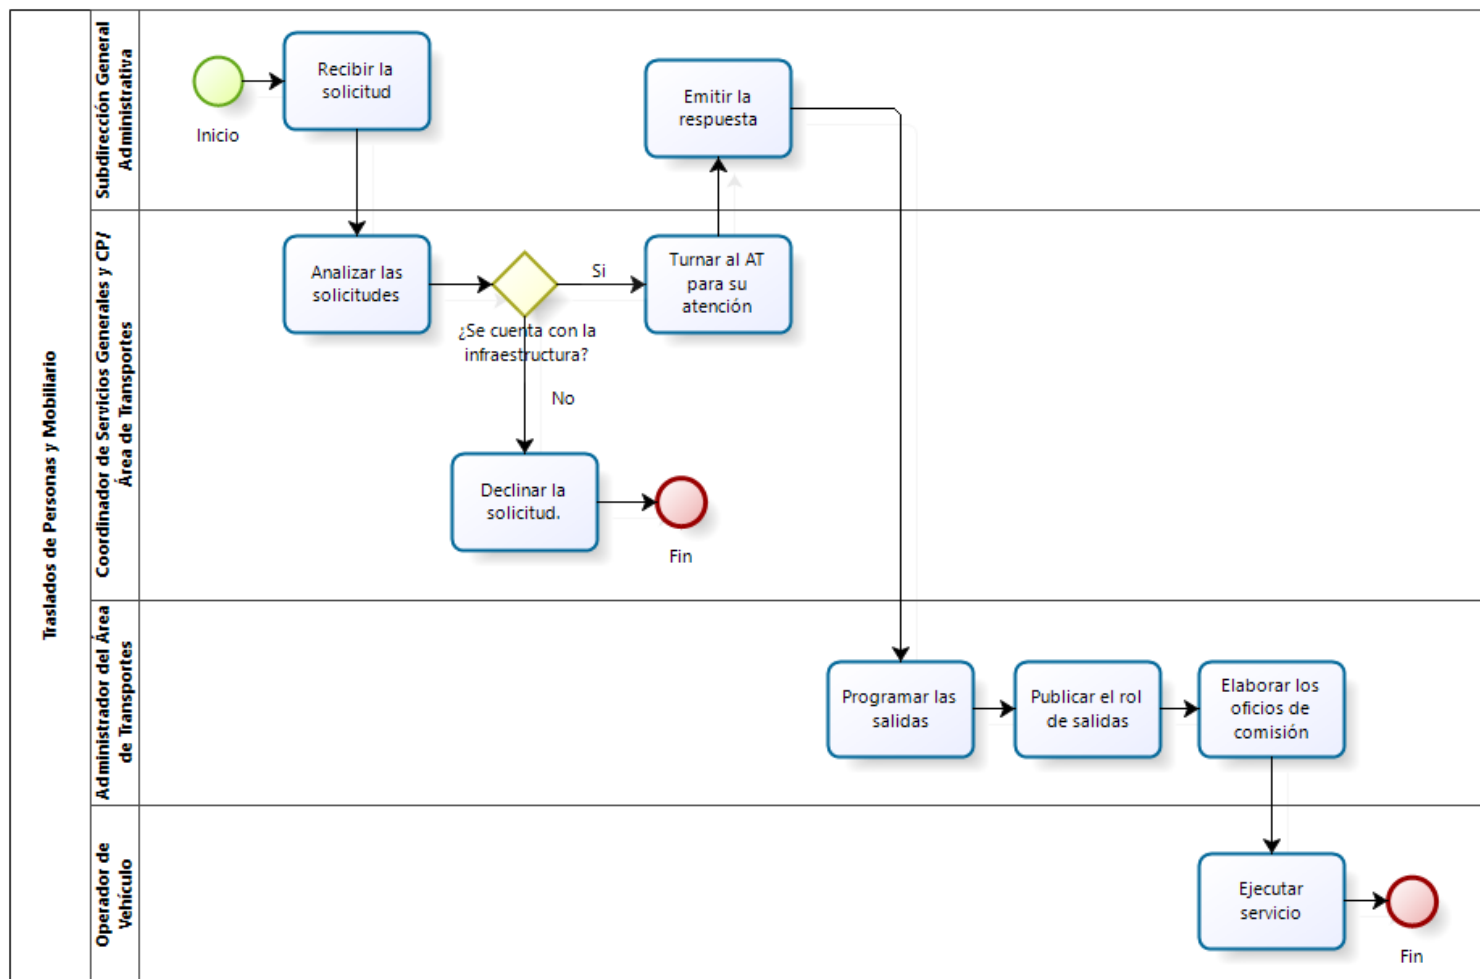 Traslados de Personas y Mobiliario
Subdirección General
Administrativa
Inicio
Recibir la
solicitud
Emitir la
respuesta
Coordinador de Servicios Generales y CP/
Área de Transportes
Analizar las
solicitudes
¿Se cuenta con la
infraestructura?
Si
Turnar al AT
para su
atención
No
Declinar la
solicitud.
Fin
Administrador del Área
de Transportes
Programar las
salidas
Publicar el rol
de salidas
Elaborar los
oficios de
comisión
Operador de
Vehículo
Ejecutar
servicio
Fin